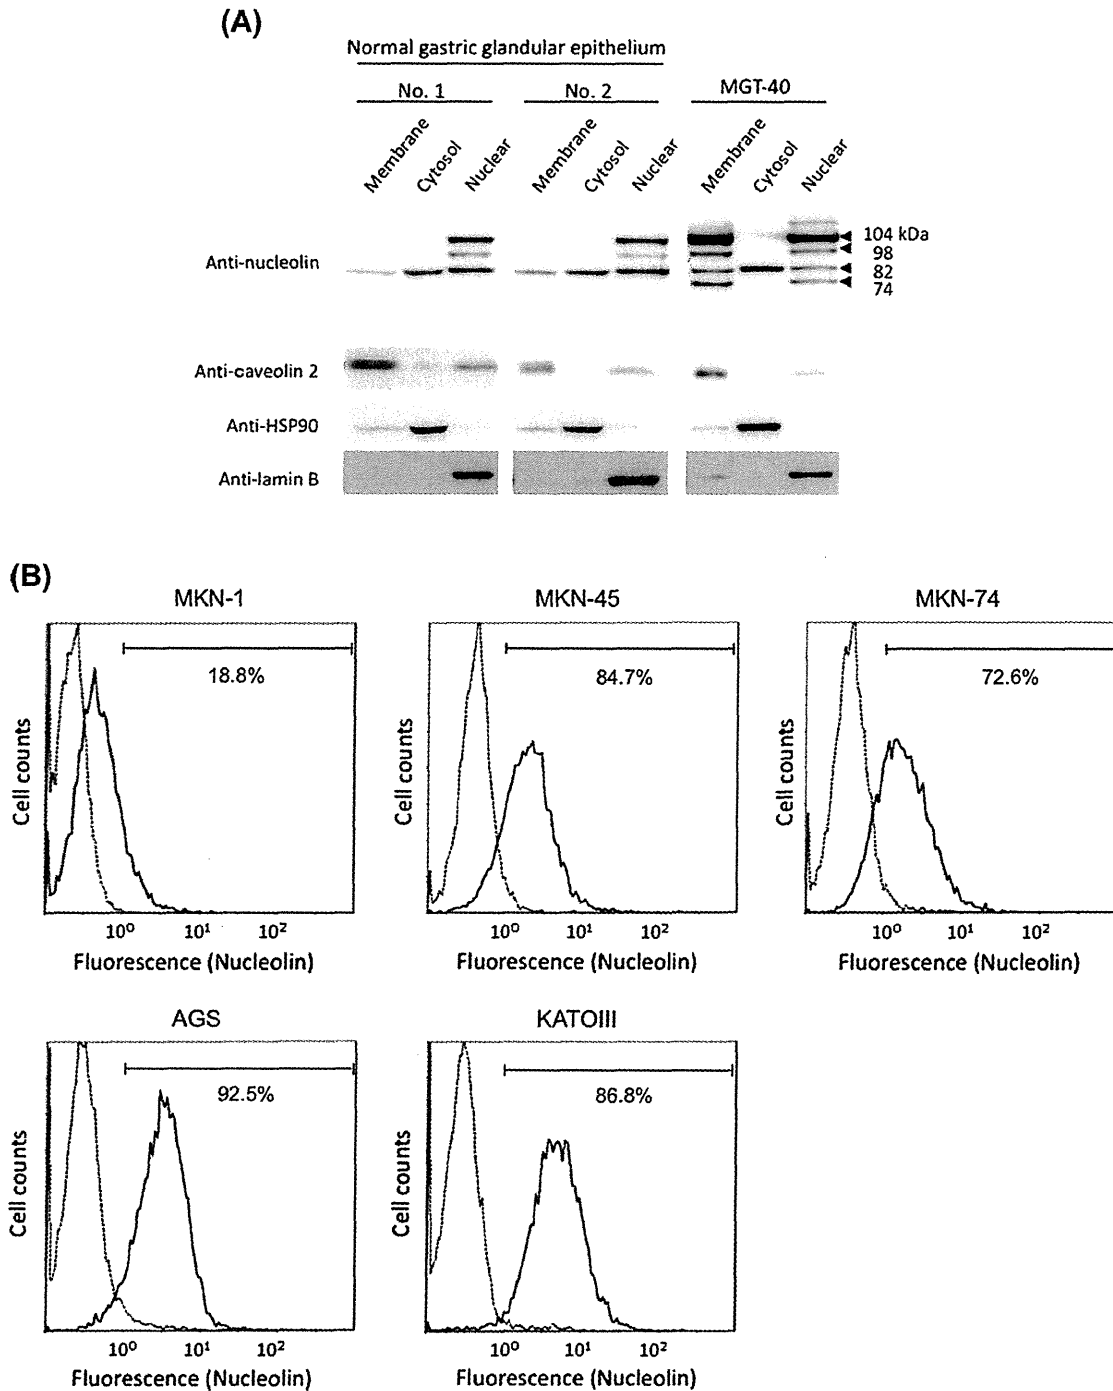 (A)
Normal gastric glandular epithelium
No. 1 No. 2 MGT-40
Membrane Cytosol Nuclear Membrane Cytosol Nuclear Membrane Cytosol Nuclear
Anti-nucleolin
104 kDa
98
82
74
Anti-caveolin 2
Anti-HSP90
Anti-lamin B
(B)
MKN-1 MKN-45 MKN-74
18.8% 84.7% 72.6%
Cell counts Cell counts Cell counts
10⁰ 10¹ 10² 10⁰ 10¹ 10² 10⁰ 10¹ 10²
Fluorescence (Nucleolin) Fluorescence (Nucleolin) Fluorescence (Nucleolin)
AGS KATOIII
92.5% 86.8%
Cell counts Cell counts
10⁰ 10¹ 10² 10⁰ 10¹ 10²
Fluorescence (Nucleolin) Fluorescence (Nucleolin)